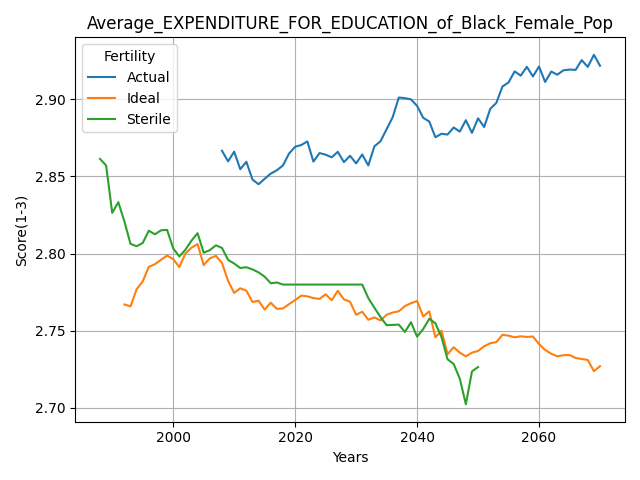 Average_EXPENDITURE_FOR_EDUCATION_of_Black_Female_Pop
Fertility
Actual
Ideal
Sterile
Score(1-3)
2.90
2.85
2.80
2.75
2.70
2000 2020 2040 2060
Years